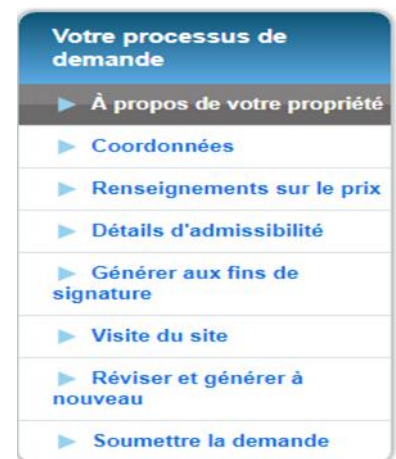 Votre processus de
demande
À propos de votre propriété
Coordonnées
Renseignements sur le prix
Détails d'admissibilité
Générer aux fins de
signature
Visite du site
Réviser et générer à
nouveau
Soumettre la demande